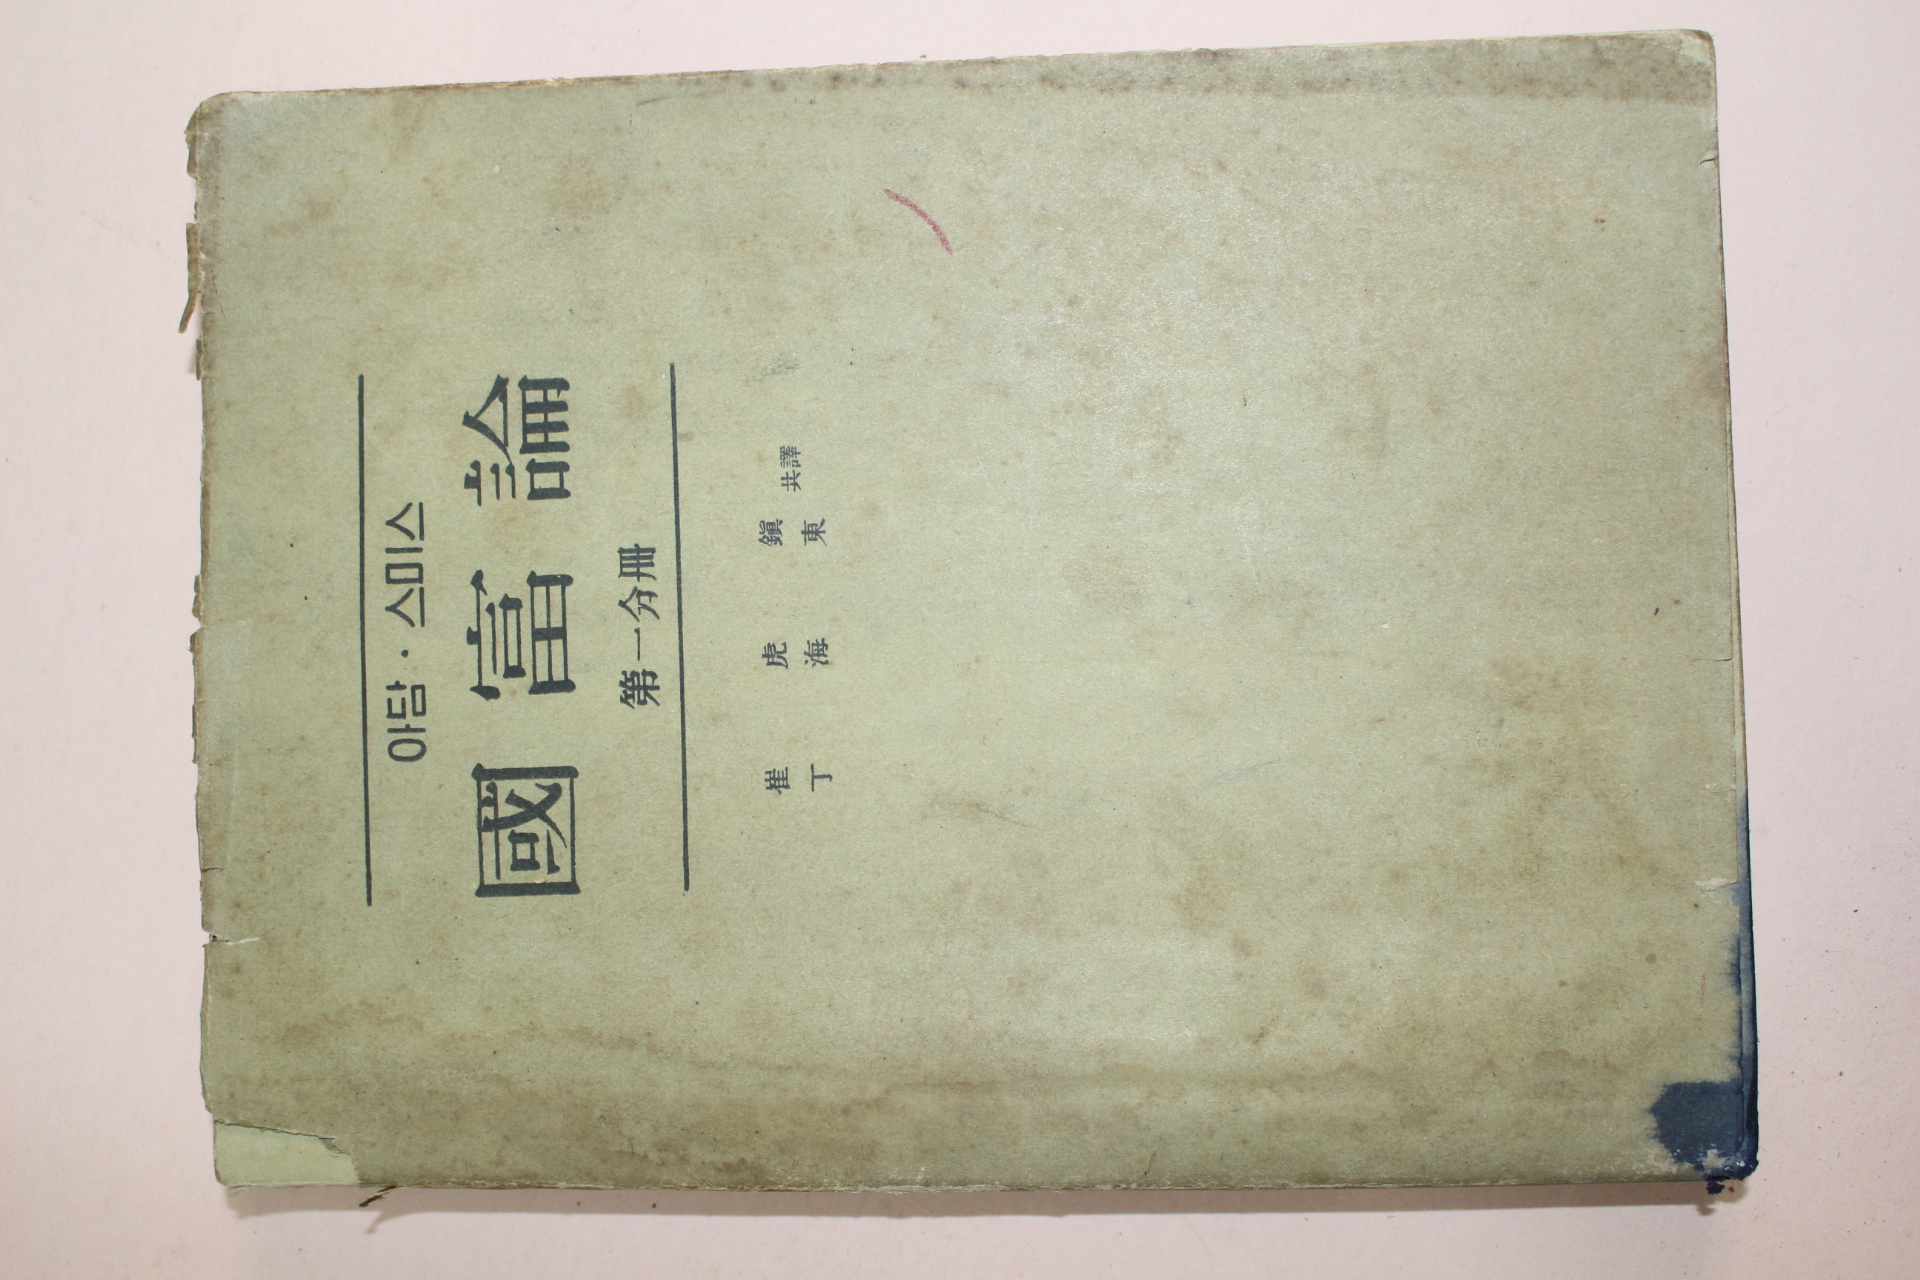 아담·스미스
國富論
第一分冊
崔虎鎭
丁海東
共譯